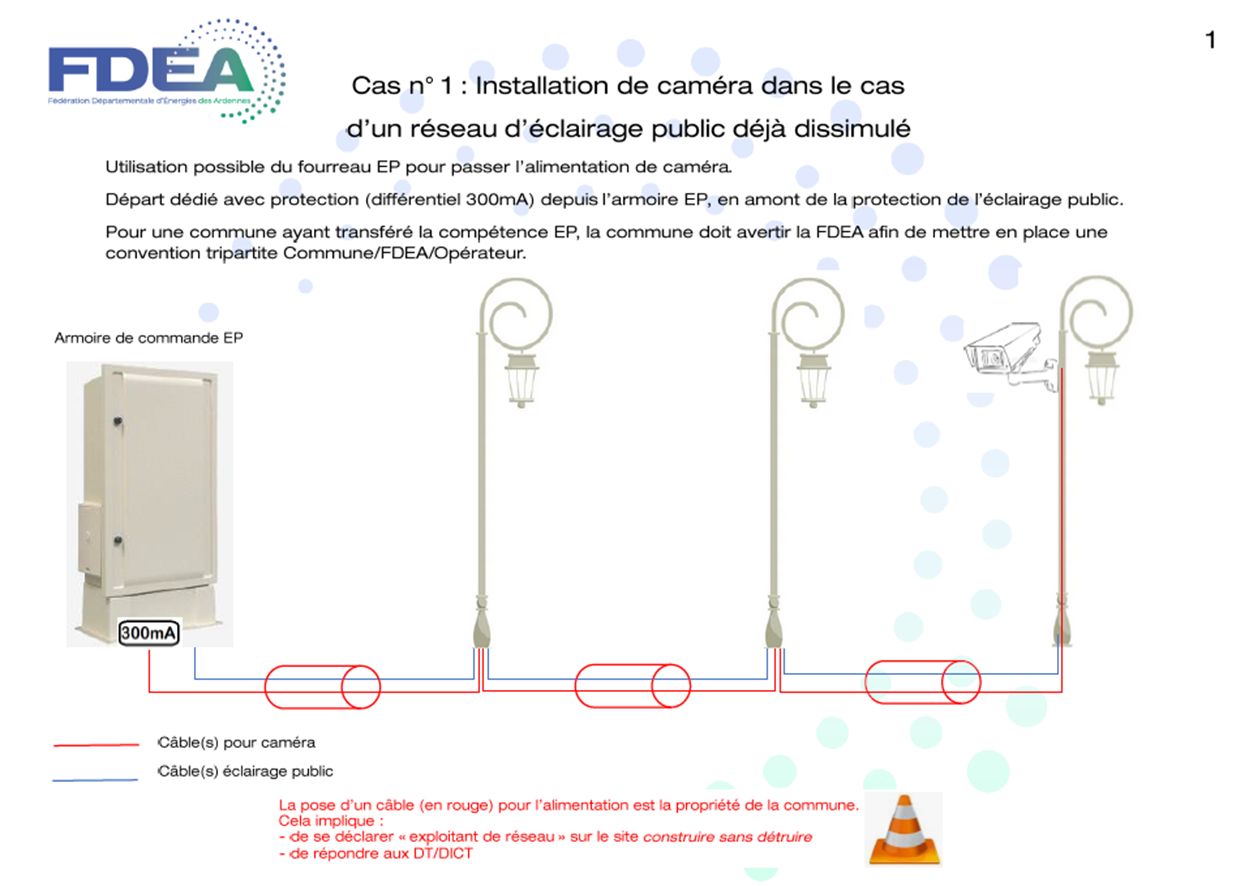 1
FDEA
Fédération Départementale d'Énergies des Ardennes
Cas n° 1 : Installation de caméra dans le cas
d'un réseau d'éclairage public déjà dissimulé
Utilisation possible du fourreau EP pour passer l'alimentation de caméra.
Départ dédié avec protection (différentiel 300mA) depuis l'armoire EP, en amont de la protection de l'éclairage public.
Pour une commune ayant transféré la compétence EP, la commune doit avertir la FDEA afin de mettre en place une
convention tripartite Commune/FDEA/Opérateur.
Armoire de commande EP
300mA
Câble(s) pour caméra
Câble(s) éclairage public
La pose d'un câble (en rouge) pour l'alimentation est la propriété de la commune.
Cela implique :
- de se déclarer « exploitant de réseau » sur le site construire sans détruire
- de répondre aux DT/DICT